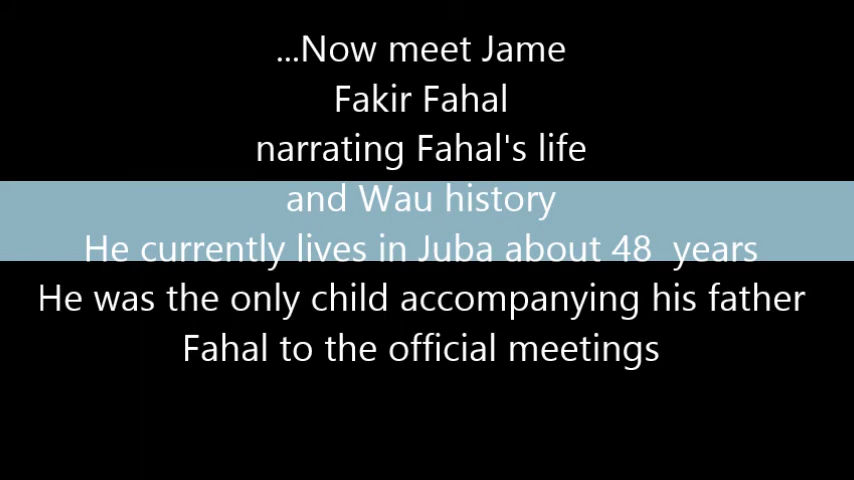 ...Now meet Jame
Fakir Fahal
narrating Fahal's life
and Wau history
He currently lives in Juba about 48  years
He was the only child accompanying his father
Fahal to the official meetings